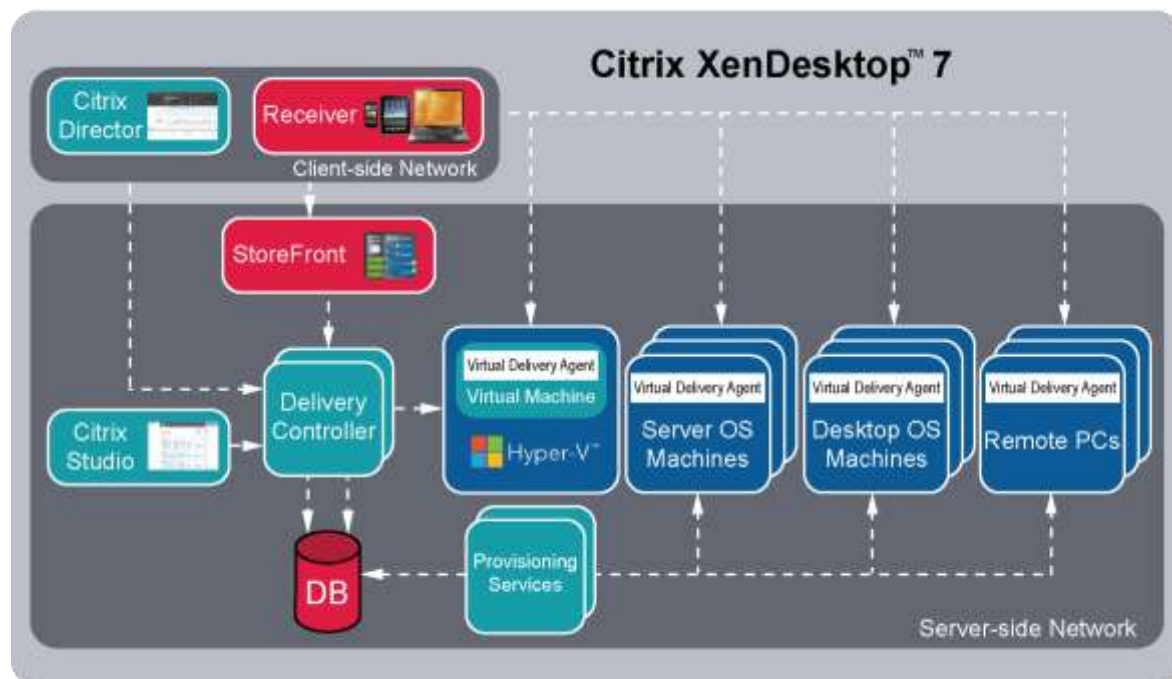 Citrix XenDesktop™ 7
Citrix
Director
Receiver
Client-side Network
StoreFront
Delivery
Controller
Citrix
Studio
DB
Virtual Delivery Agent
Virtual Machine
Hyper-V™
Virtual Delivery Agent
Server OS
Machines
Virtual Delivery Agent
Desktop OS
Machines
Virtual Delivery Agent
Remote PCs
Provisioning
Services
Server-side Network